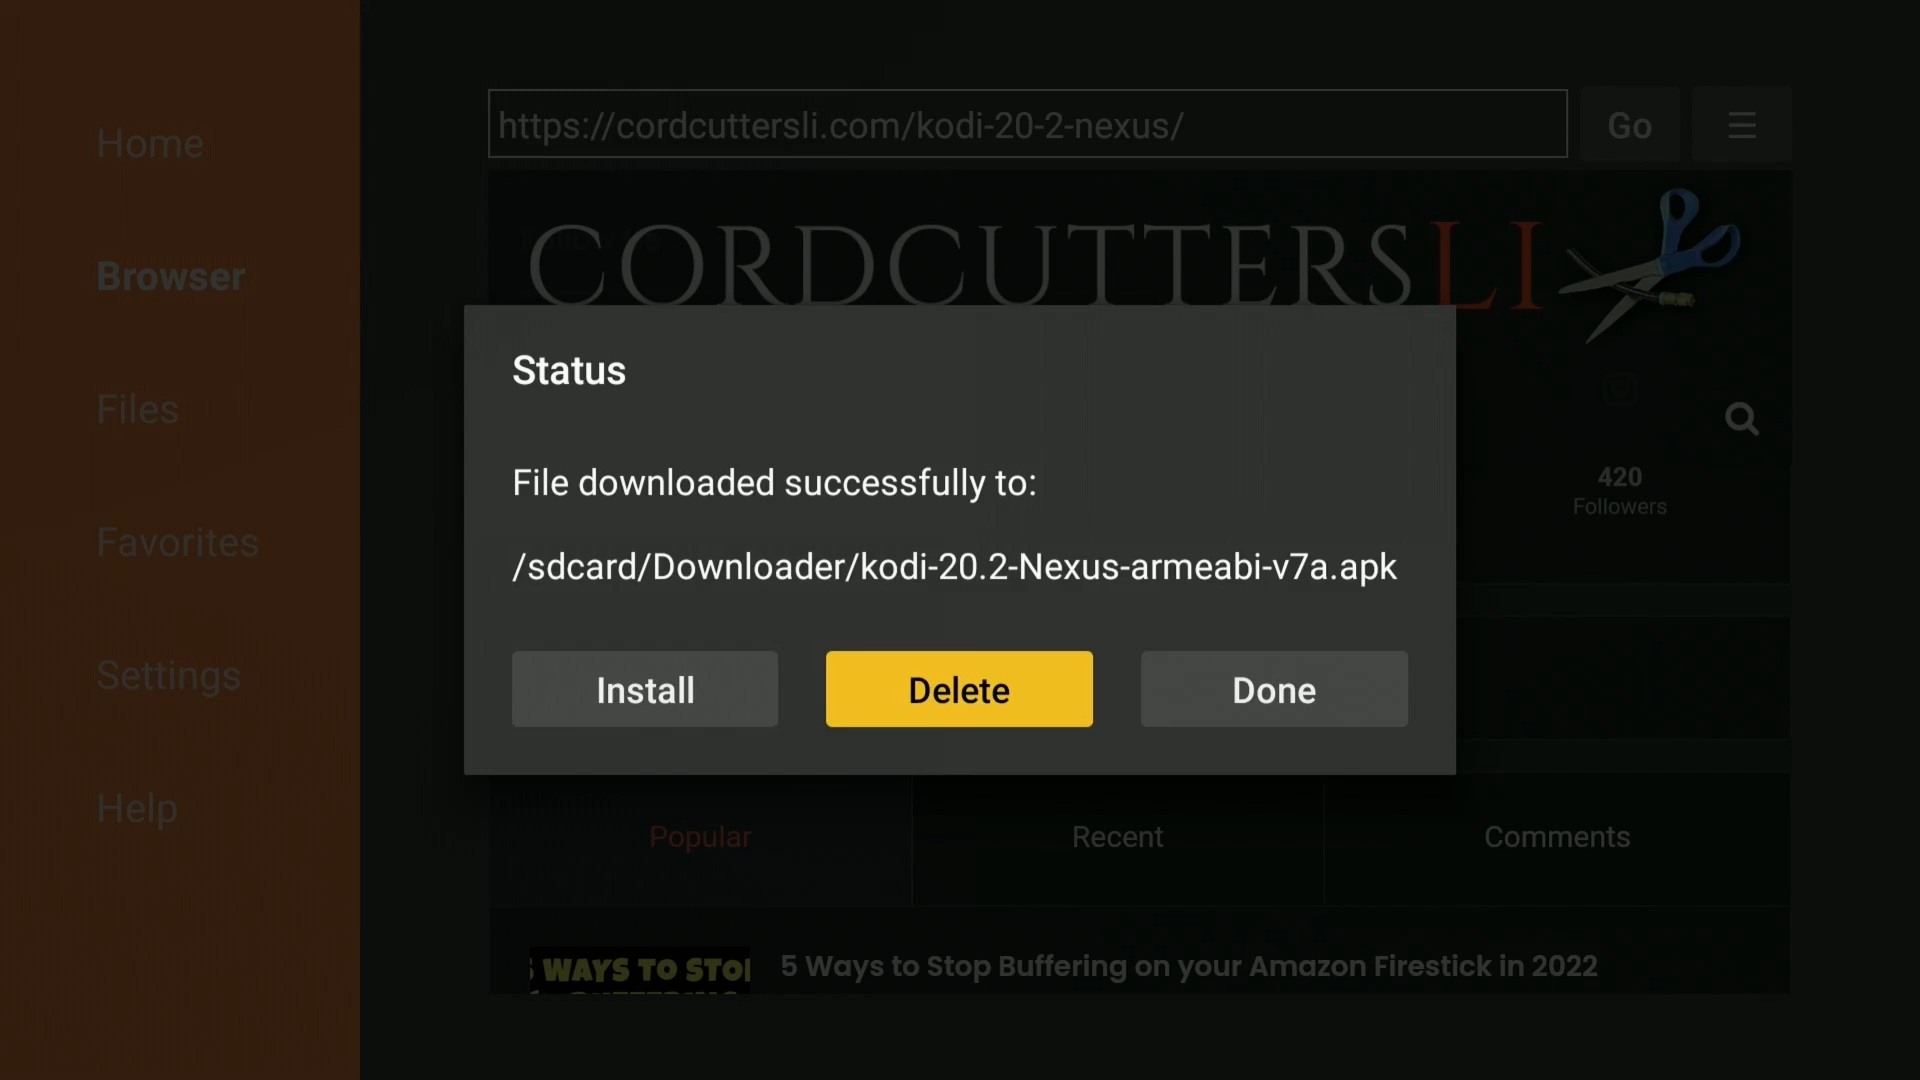 Home
Browser
Files
Favorites
Settings
Help
https://cordcuttersli.com/kodi-20-2-nexus/
Go
CORDCUTTERSLI
420
Followers
Status
File downloaded successfully to:
/sdcard/Downloader/kodi-20.2-Nexus-armeabi-v7a.apk
Install
Delete
Done
Popular
Recent
Comments
WAYS TO STOP
5 Ways to Stop Buffering on your Amazon Firestick in 2022